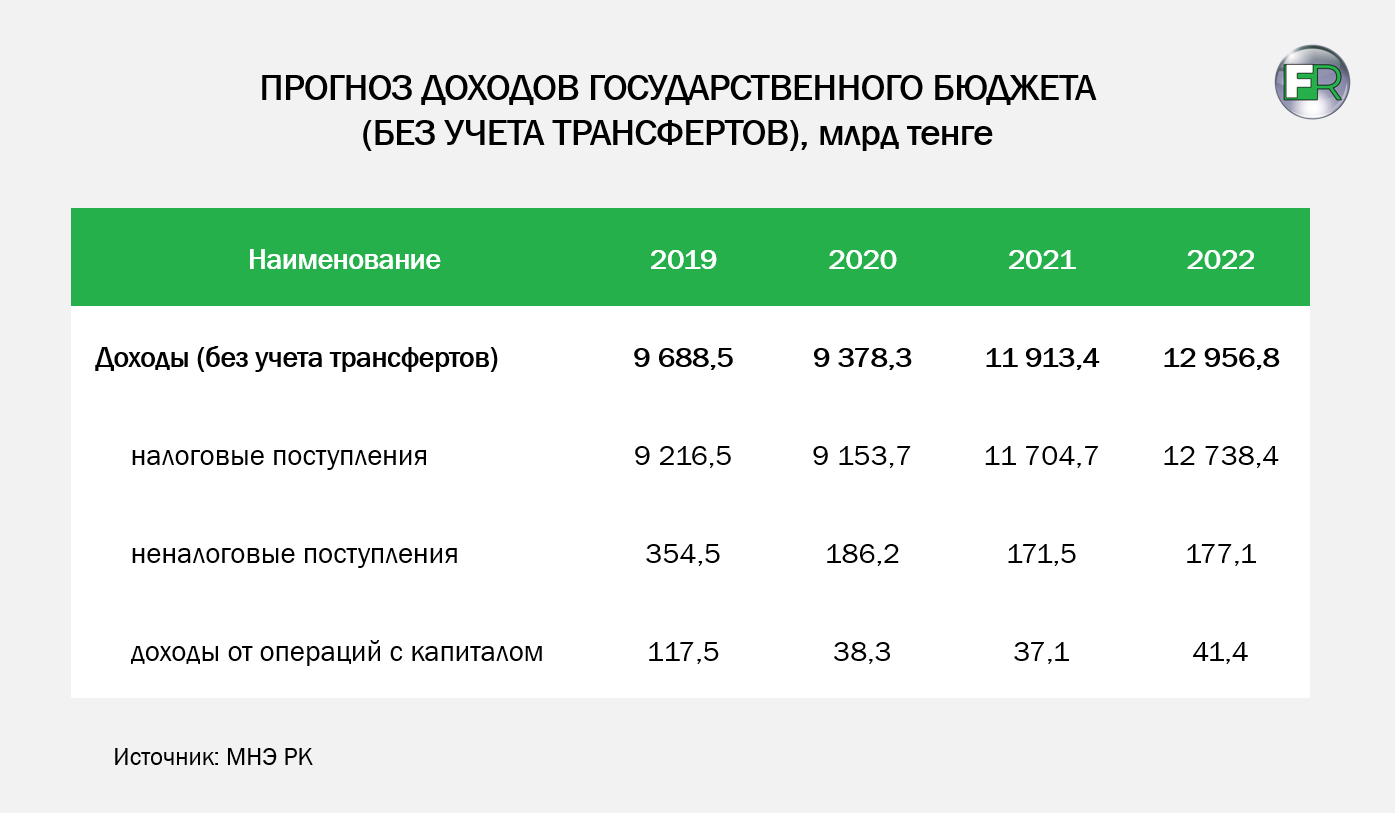 ПРОГНОЗ ДОХОДОВ ГОСУДАРСТВЕННОГО БЮДЖЕТА
(БЕЗ УЧЕТА ТРАНСФЕРТОВ), млрд тенге
FR
Наименование 2019 2020 2021 2022
Доходы (без учета трансфертов) 9 688,5 9 378,3 11 913,4 12 956,8
налоговые поступления 9 216,5 9 153,7 11 704,7 12 738,4
неналоговые поступления 354,5 186,2 171,5 177,1
доходы от операций с капиталом 117,5 38,3 37,1 41,4
Источник: МНЭ РК